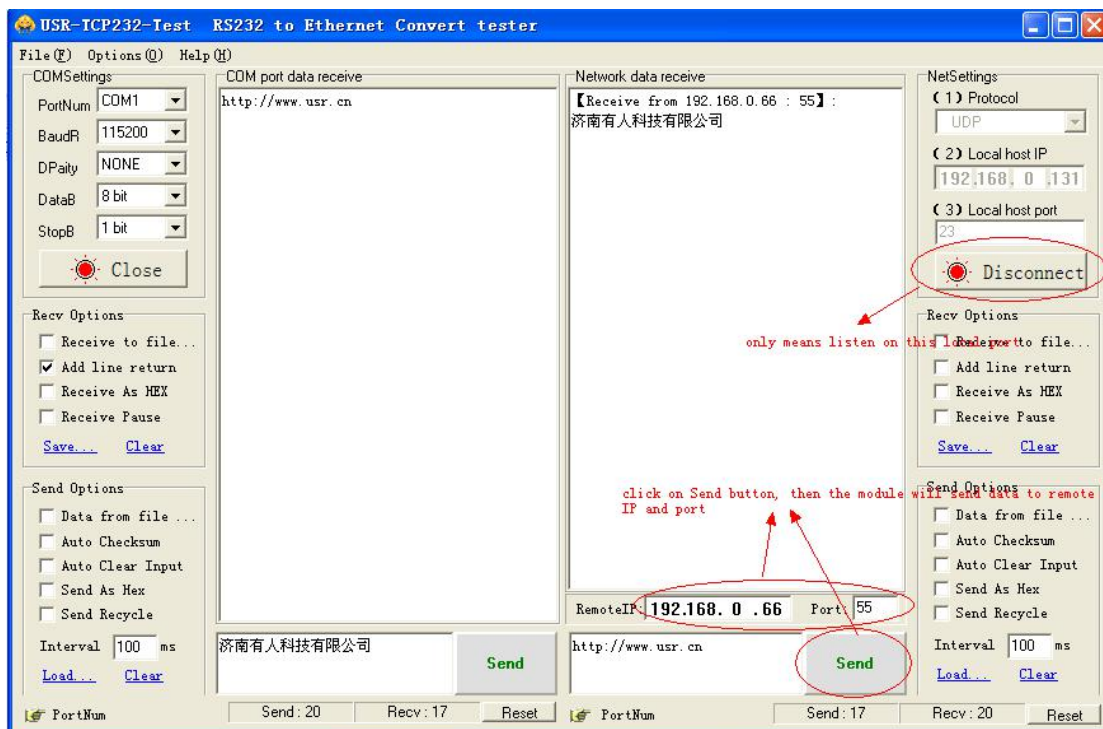 USR-TCP232-Test RS232 to Ethernet Convert tester
File(F) Options(O) Help(H)
COMSettings
PortNum COM1
BaudR 115200
DPaity NONE
DataB 8 bit
StopB 1 bit
Close
Recv Options
Receive to file...
Add line return
Receive As HEX
Receive Pause
Save... Clear
Send Options
Data from file ...
Auto Checksum
Auto Clear Input
Send As Hex
Send Recycle
Interval 100 ms
Load... Clear
PortNum
COM port data receive
http://www.usr.cn
济南有人科技有限公司
Send
Send:20 Recv:17 Reset
Network data receive
【Receive from 192.168.0.66 : 55】:
济南有人科技有限公司
only means listen on this local port
click on Send button, then the module will send data to remote
IP and port
RemoteIP: 192.168. 0 .66 Port: 55
http://www.usr.cn
Send
PortNum
Send:17 Recv:20 Reset
NetSettings
(1) Protocol
UDP
(2) Local host IP
192.168. 0 .131
(3) Local host port
23
Disconnect
Recv Options
Receive to file...
Add line return
Receive As HEX
Receive Pause
Save... Clear
Send Options
Data from file ...
Auto Checksum
Auto Clear Input
Send As Hex
Send Recycle
Interval 100 ms
Load... Clear